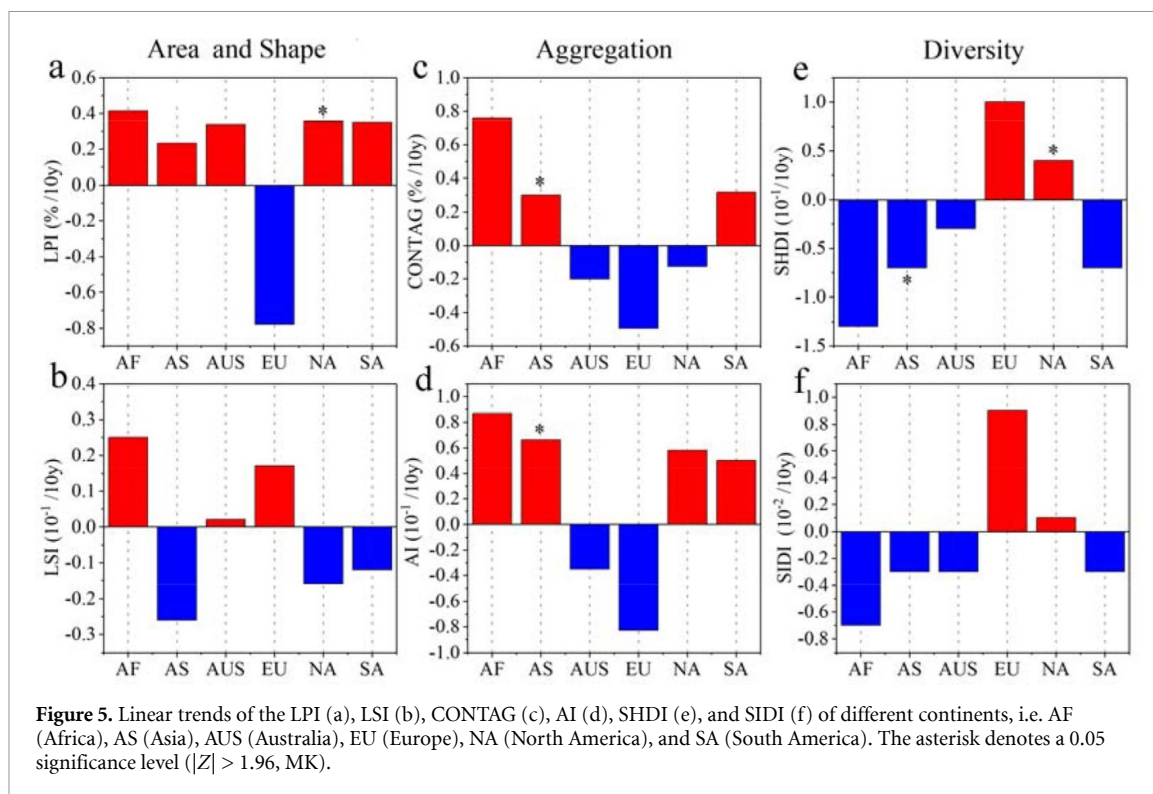 Area and Shape
Aggregation
Diversity
a
LPI (% /10y)
0.6
0.4
0.2
0.0
-0.2
-0.4
-0.6
-0.8
AF AS AUS EU NA SA
*
b
LSI (10⁻¹ /10y)
0.4
0.3
0.2
0.1
0.0
-0.1
-0.2
-0.3
AF AS AUS EU NA SA
c
CONTAG (% /10y)
1.0
0.8
0.6
0.4
0.2
0.0
-0.2
-0.4
-0.6
AF AS AUS EU NA SA
*
d
AI (10⁻¹ /10y)
1.0
0.8
0.6
0.4
0.2
0.0
-0.2
-0.4
-0.6
-0.8
-1.0
AF AS AUS EU NA SA
*
e
SHDI (10⁻¹/10y)
1.0
0.5
0.0
-0.5
-1.0
-1.5
AF AS AUS EU NA SA
*
*
f
SIDI (10⁻² /10y)
1.0
0.8
0.6
0.4
0.2
0.0
-0.2
-0.4
-0.6
-0.8
AF AS AUS EU NA SA
Figure 5. Linear trends of the LPI (a), LSI (b), CONTAG (c), AI (d), SHDI (e), and SIDI (f) of different continents, i.e. AF
(Africa), AS (Asia), AUS (Australia), EU (Europe), NA (North America), and SA (South America). The asterisk denotes a 0.05
significance level (|Z| > 1.96, MK).